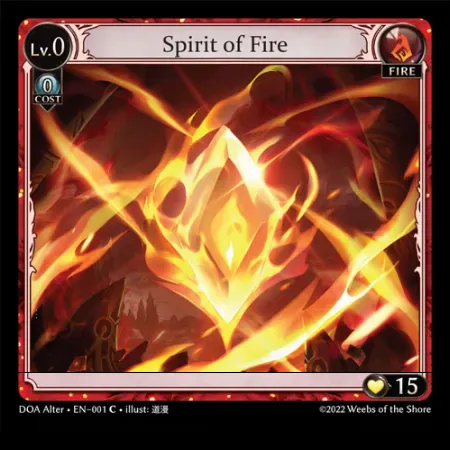 Lv.0
Spirit of Fire
FIRE
0
COST
15
DOA Alter • EN-001 C • illust: 道漫
©2022 Weebs of the Shore